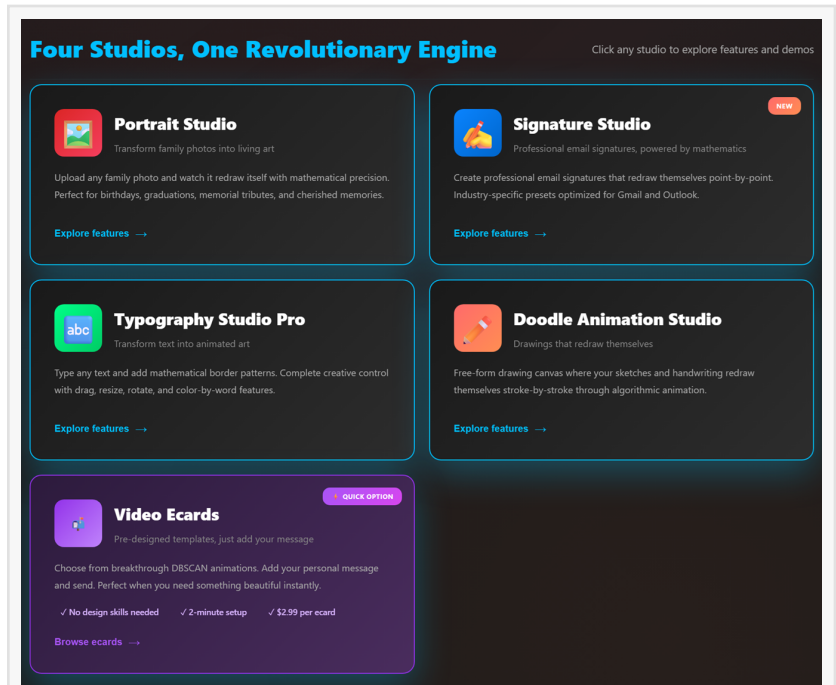 Four Studios, One Revolutionary Engine
Click any studio to explore features and demos
Portrait Studio
Transform family photos into living art
Upload any family photo and watch it redraw itself with mathematical precision.
Perfect for birthdays, graduations, memorial tributes, and cherished memories.
Explore features →
NEW
Signature Studio
Professional email signatures, powered by mathematics
Create professional email signatures that redraw themselves point-by-point.
Industry-specific presets optimized for Gmail and Outlook.
Explore features →
abc
Typography Studio Pro
Transform text into animated art
Type any text and add mathematical border patterns. Complete creative control
with drag, resize, rotate, and color-by-word features.
Explore features →
Doodle Animation Studio
Drawings that redraw themselves
Free-form drawing canvas where your sketches and handwriting redraw
themselves stroke-by-stroke through algorithmic animation.
Explore features →
QUICK OPTION
Video Ecards
Pre-designed templates, just add your message
Choose from breakthrough DBSCAN animations. Add your personal message
and send. Perfect when you need something beautiful instantly.
✓ No design skills needed ✓ 2-minute setup ✓ $2.99 per ecard
Browse ecards →